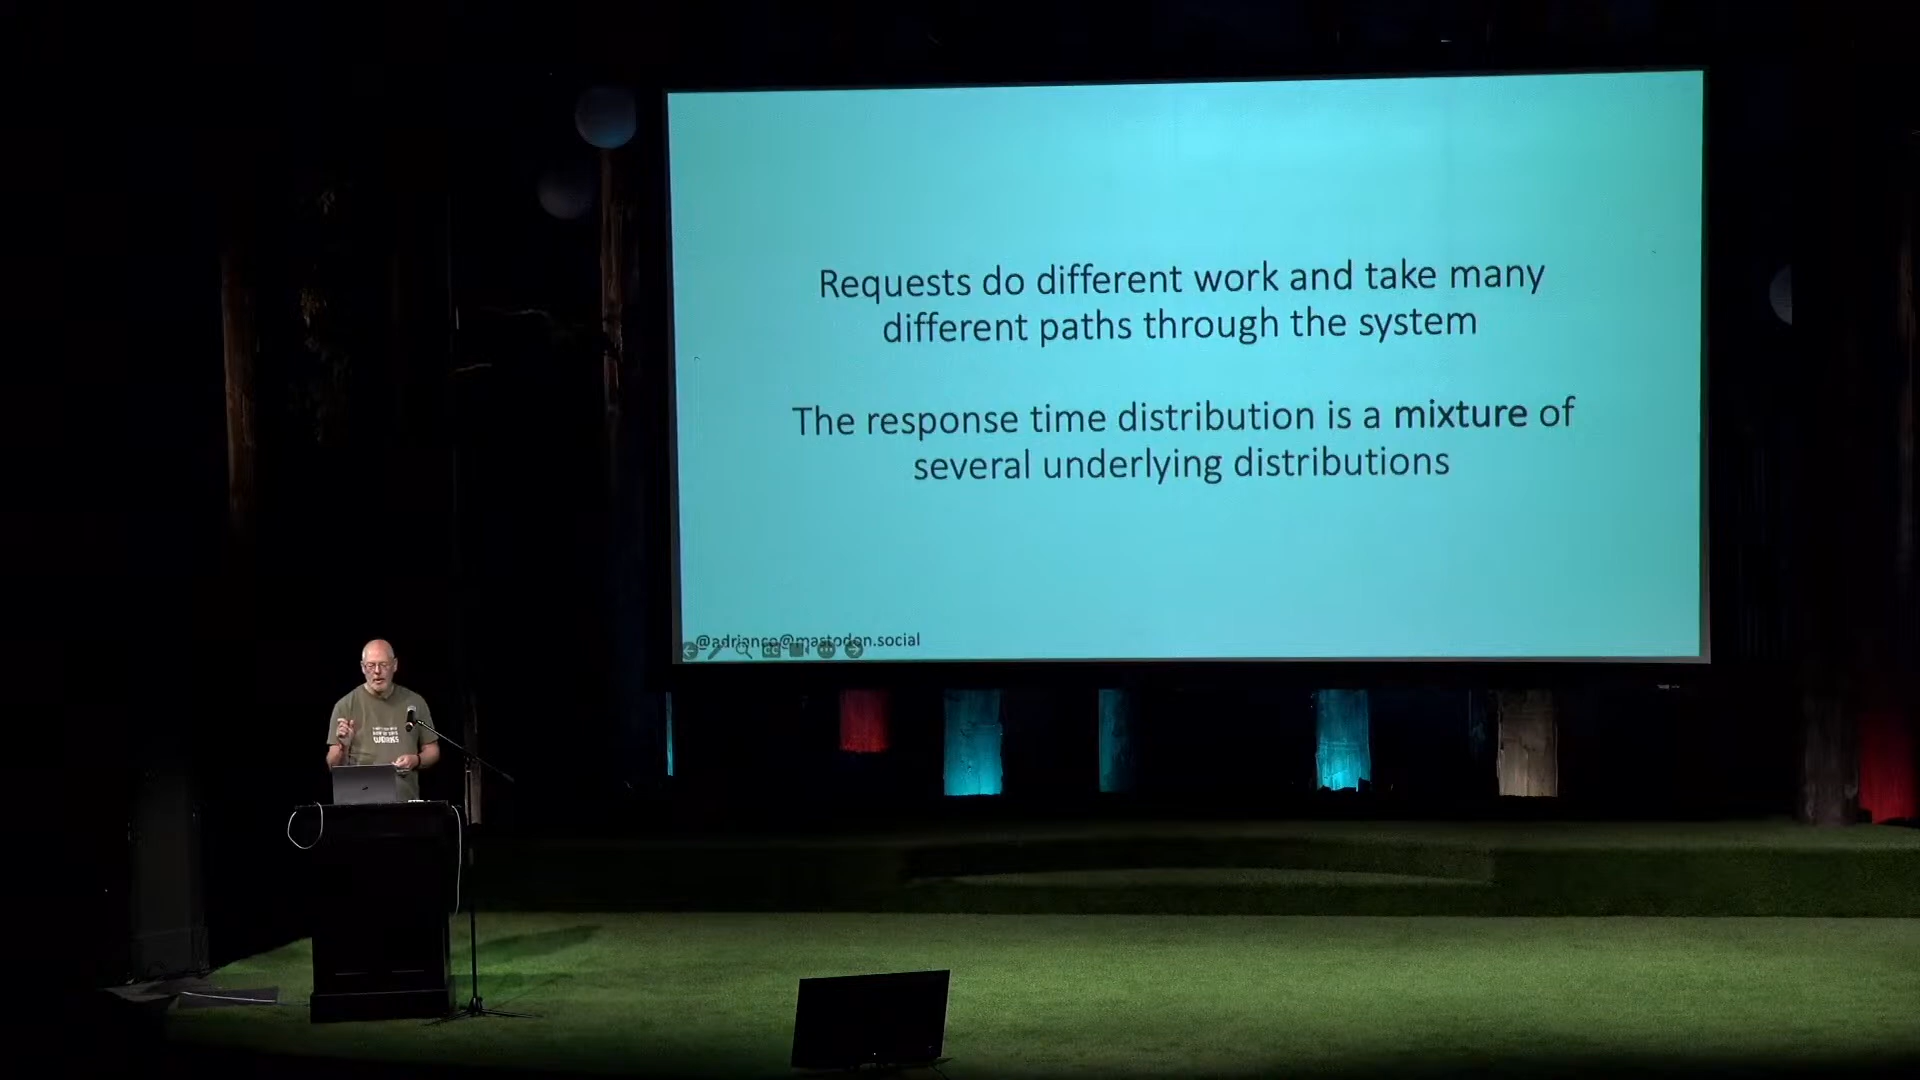 Requests do different work and take many
different paths through the system
The response time distribution is a mixture of
several underlying distributions
@adrianco@mastodon.social
WORKS